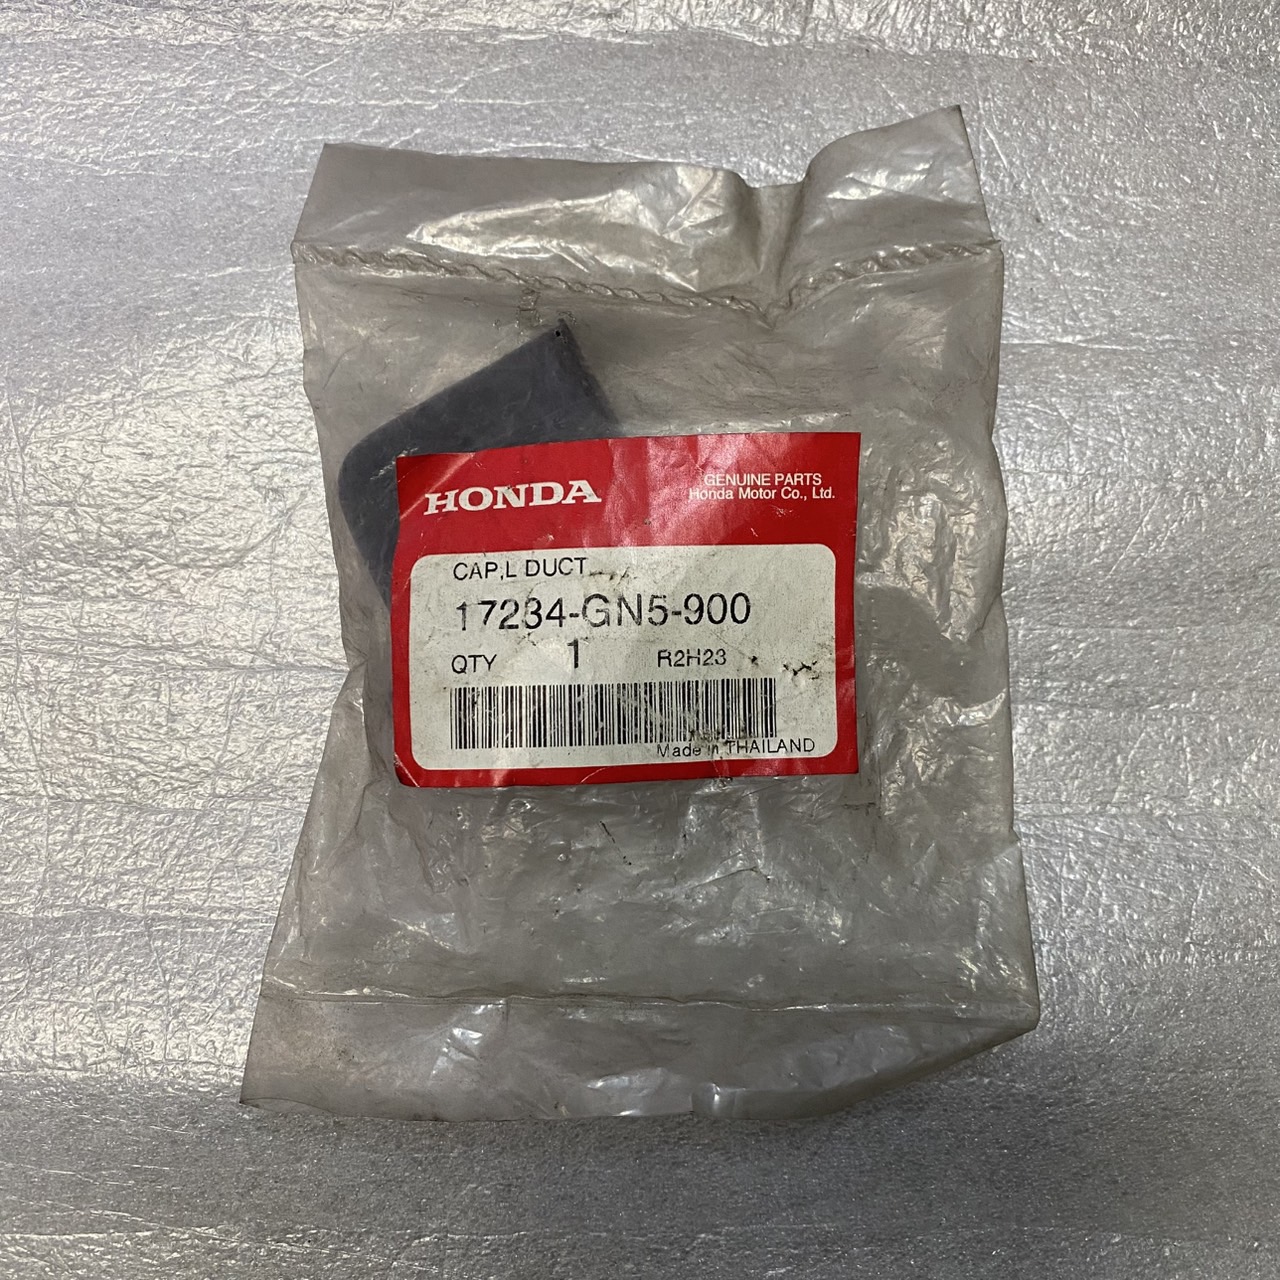 HONDA
GENUINE PARTS
Honda Motor Co., Ltd.
CAP,L DUCT
17234-GN5-900
QTY 1 R2H23
Made in THAILAND